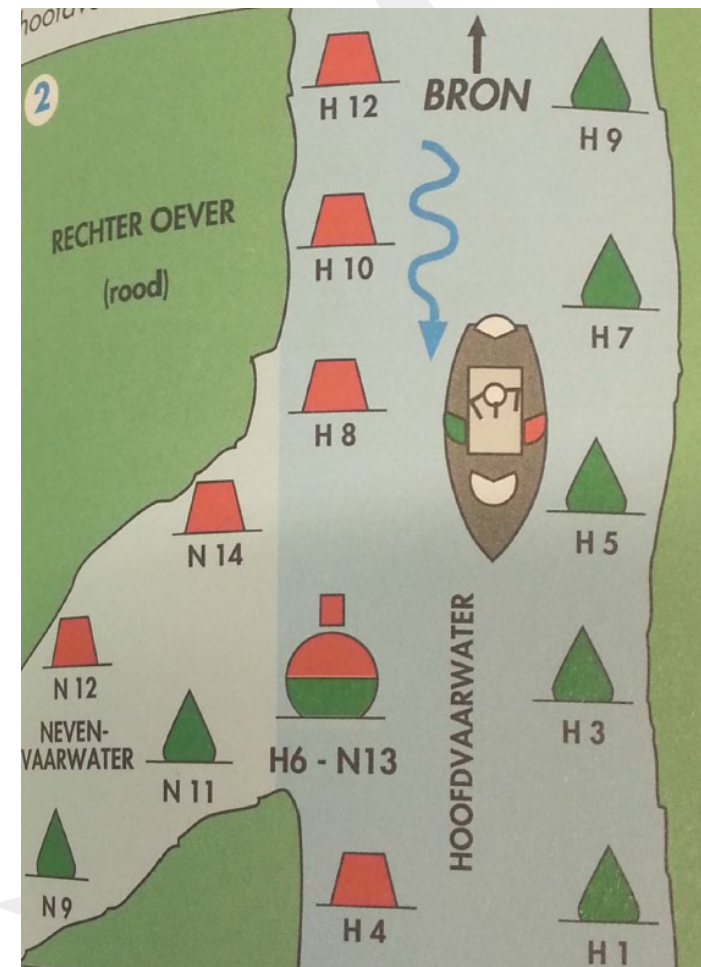 2
BRON
H 12
H 9
RECHTER OEVER
(rood)
H 10
H 7
H 8
H 5
N 14
N 12
H 3
NEVEN-
VAARWATER
N 11
H6 - N13
HOOFDVAARWATER
N 9
H 4
H 1